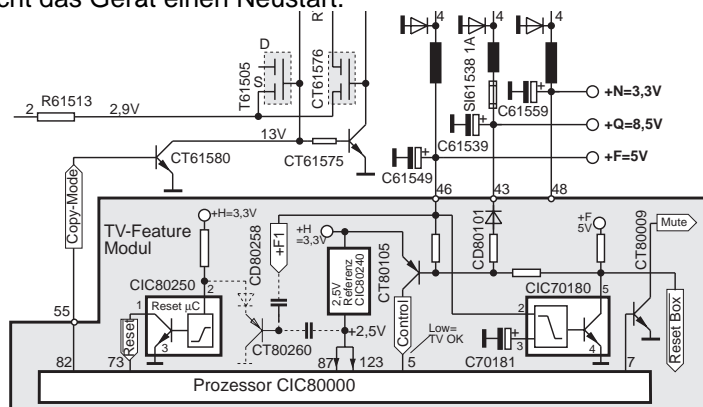 cht das Gerät einen Neustart.
4 4 4
D
S
T61505
CT61576
R
SI61538 1A
C61559
+N=3,3V
2 R61513 2,9V
+Q=8,5V
C61539
13V
CT61580
CT61575
+F=5V
C61549
46 43 48
Copy-Mode
TV-Feature
Modul
+H=3,3V
CD80258
+F1
+H
=3,3V
CD80101
+F
5V
CT80009
Mute
CIC80250
2
Reset µC
1
3
2,5V
Referenz
CIC80240
CT80105
CIC70180
5
2
3
4
55
Reset
CT80260
+2,5V
Control
Low=
TV OK
C70181
Reset Box
82 73 87 123 5 7
Prozessor CIC80000